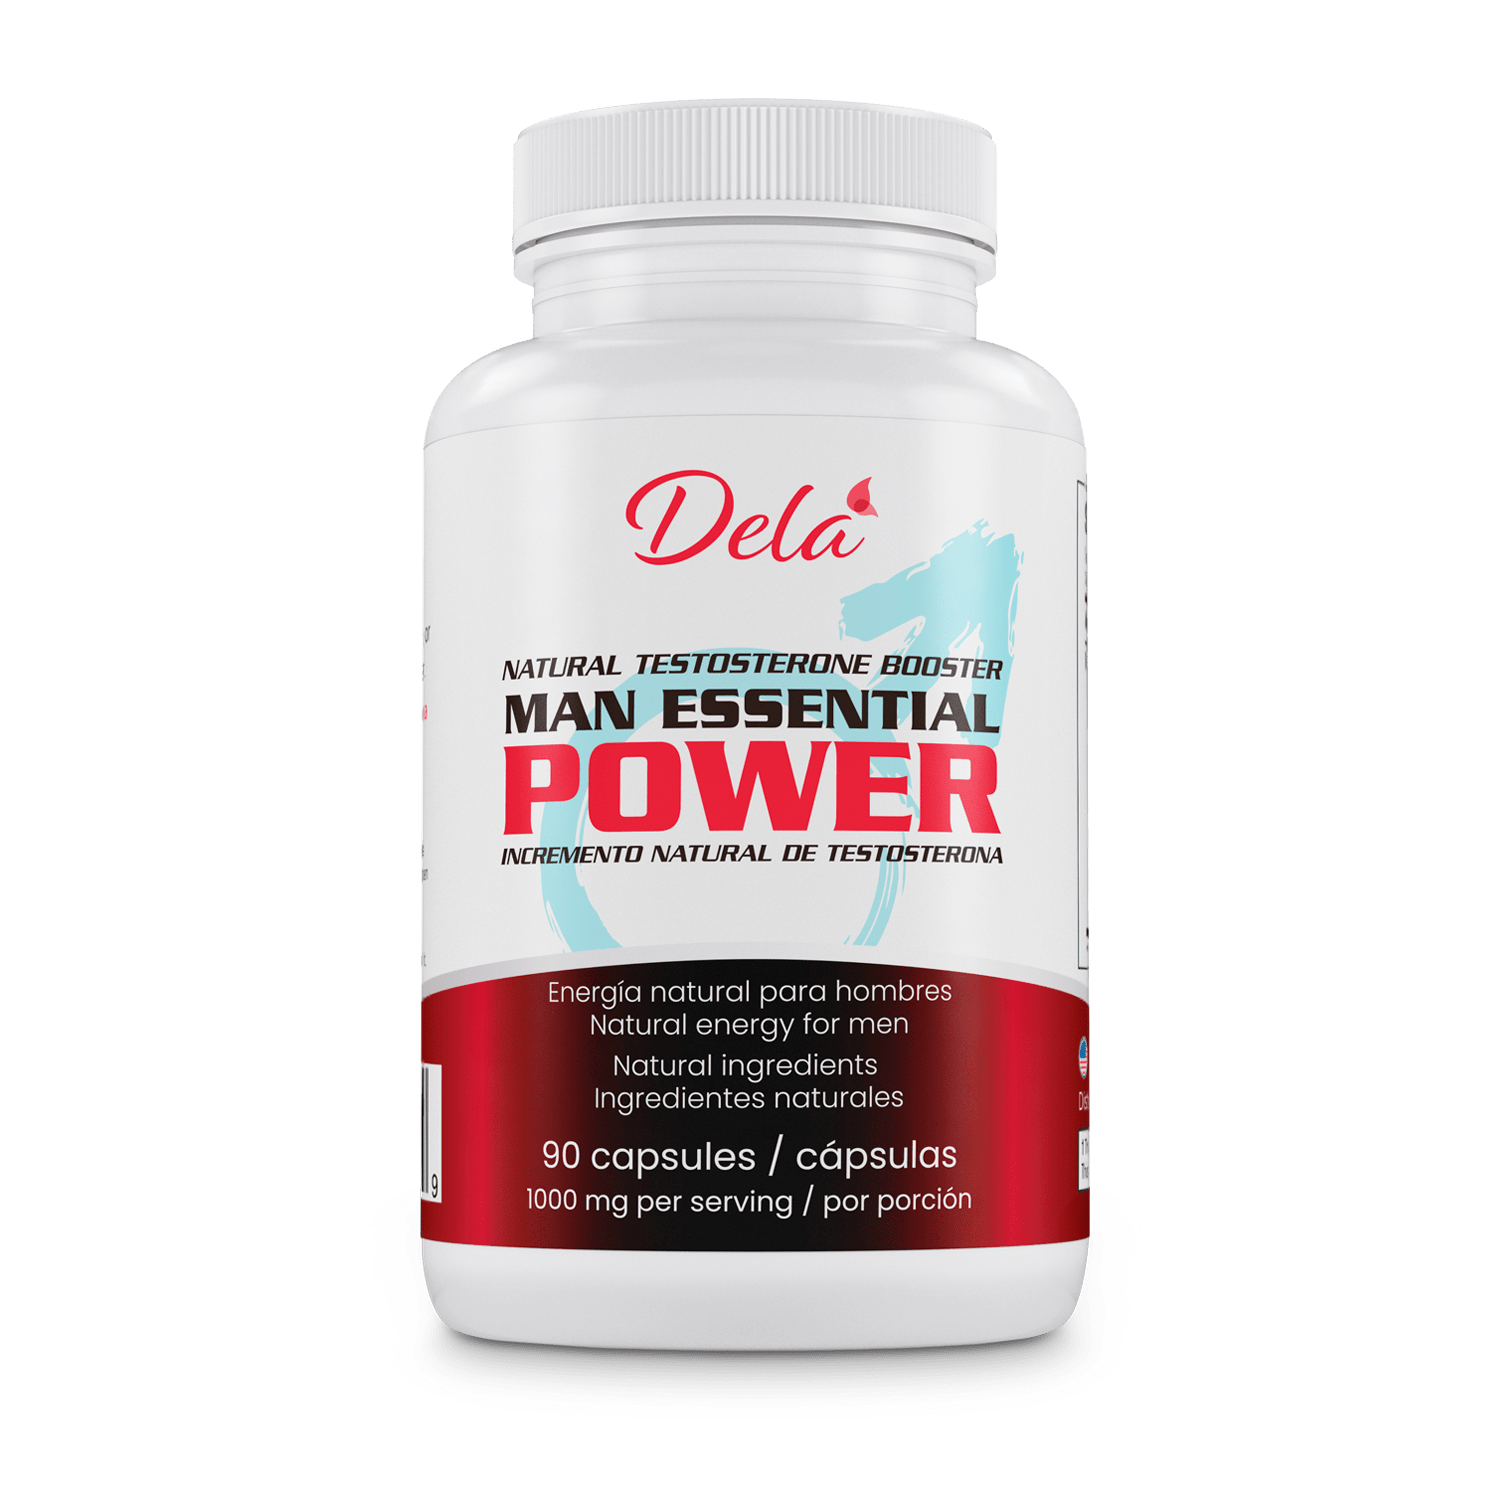 Dela
NATURAL TESTOSTERONE BOOSTER
MAN ESSENTIAL
POWER
INCREMENTO NATURAL DE TESTOSTERONA
Energía natural para hombres
Natural energy for men
Natural ingredients
Ingredientes naturales
90 capsules / cápsulas
1000 mg per serving / por porción
9